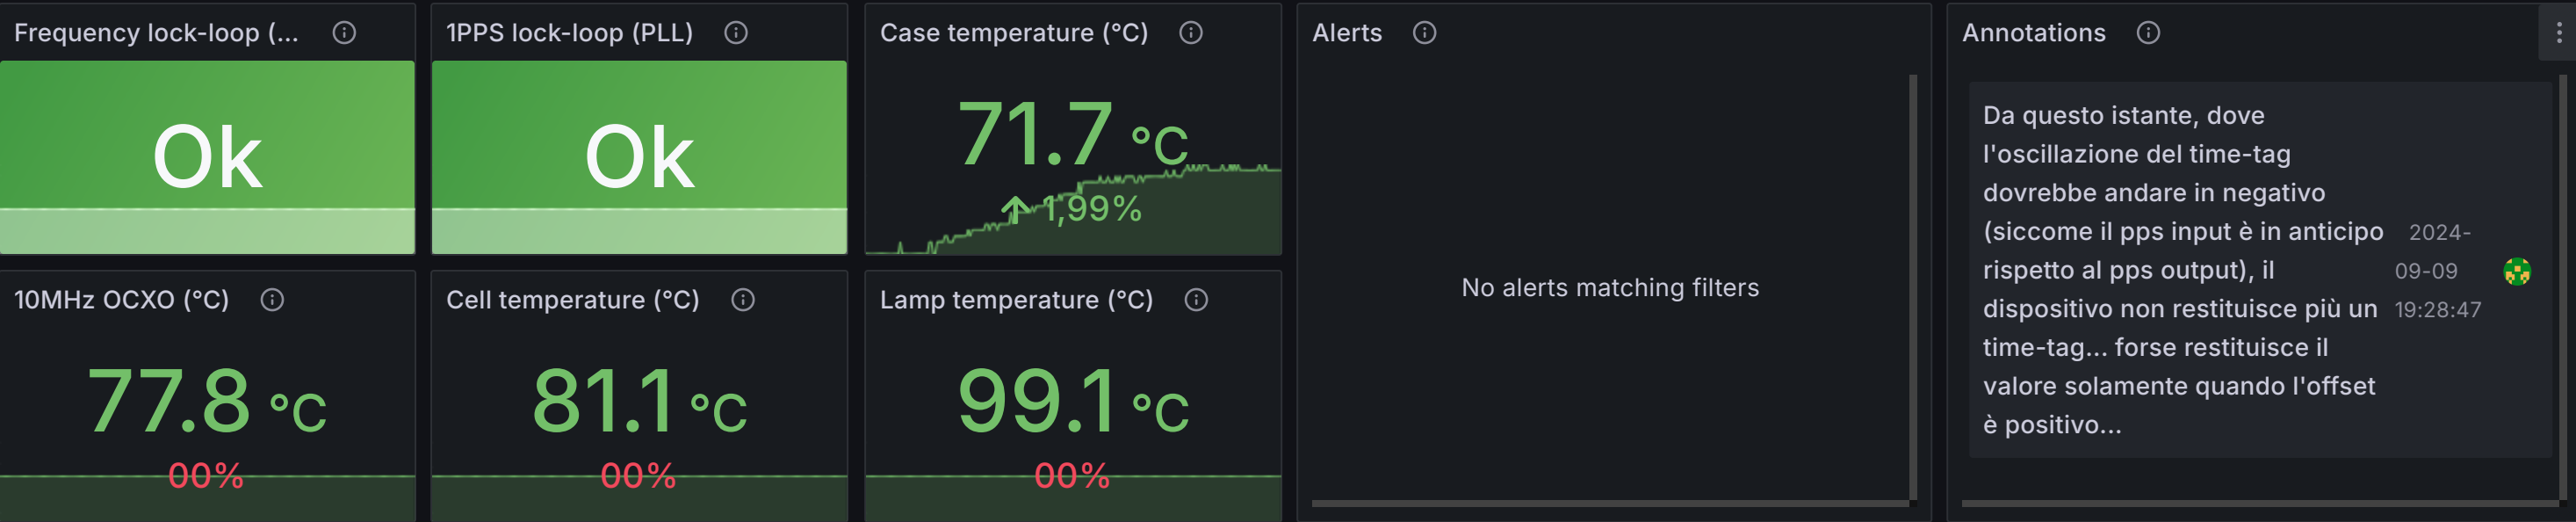 Frequency lock-loop (...
Ok
1PPS lock-loop (PLL)
Ok
Case temperature (°C)
71.7 °C
1,99%
10MHz OCXO (°C)
77.8 °C
00%
Cell temperature (°C)
81.1 °C
00%
Lamp temperature (°C)
99.1 °C
00%
Alerts
No alerts matching filters
Annotations
Da questo istante, dove
l'oscillazione del time-tag
dovrebbe andare in negativo
(siccome il pps input è in anticipo
rispetto al pps output), il
dispositivo non restituisce più un
time-tag... forse restituisce il
valore solamente quando l'offset
è positivo...
2024-
09-09
19:28:47